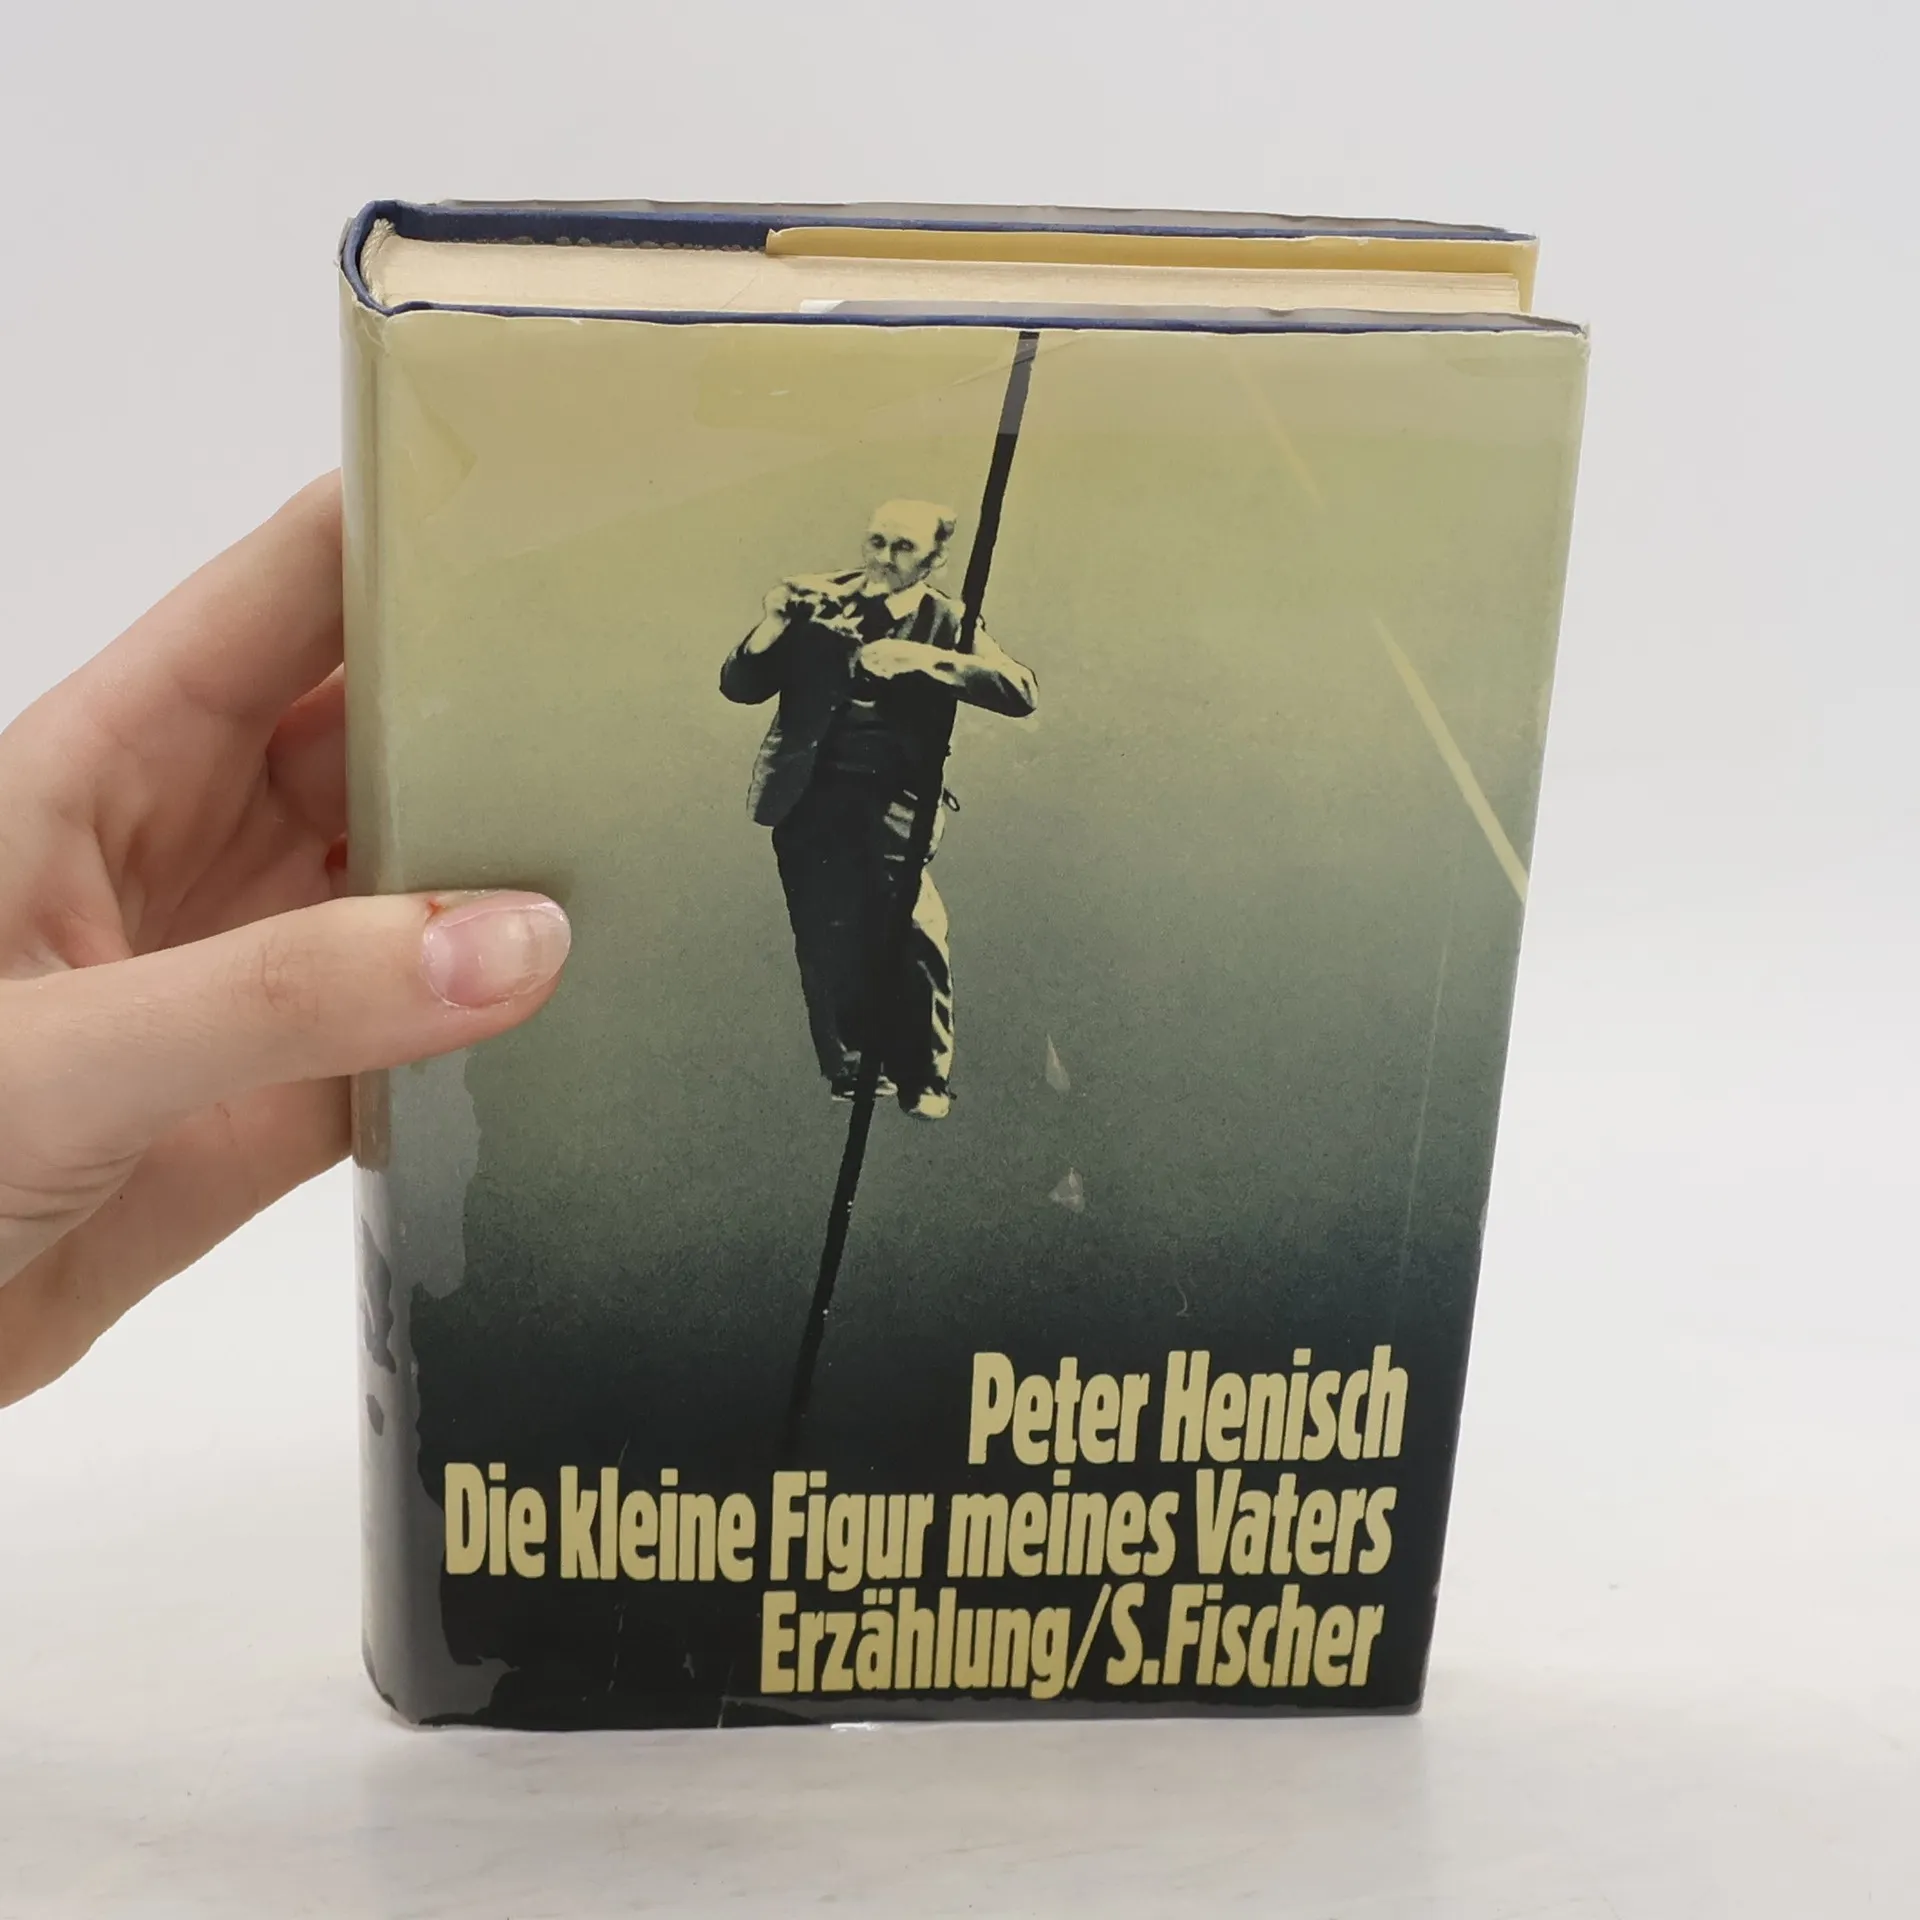 Peter Henisch
Die kleine Figur meines Vaters
Erzählung/S.Fischer